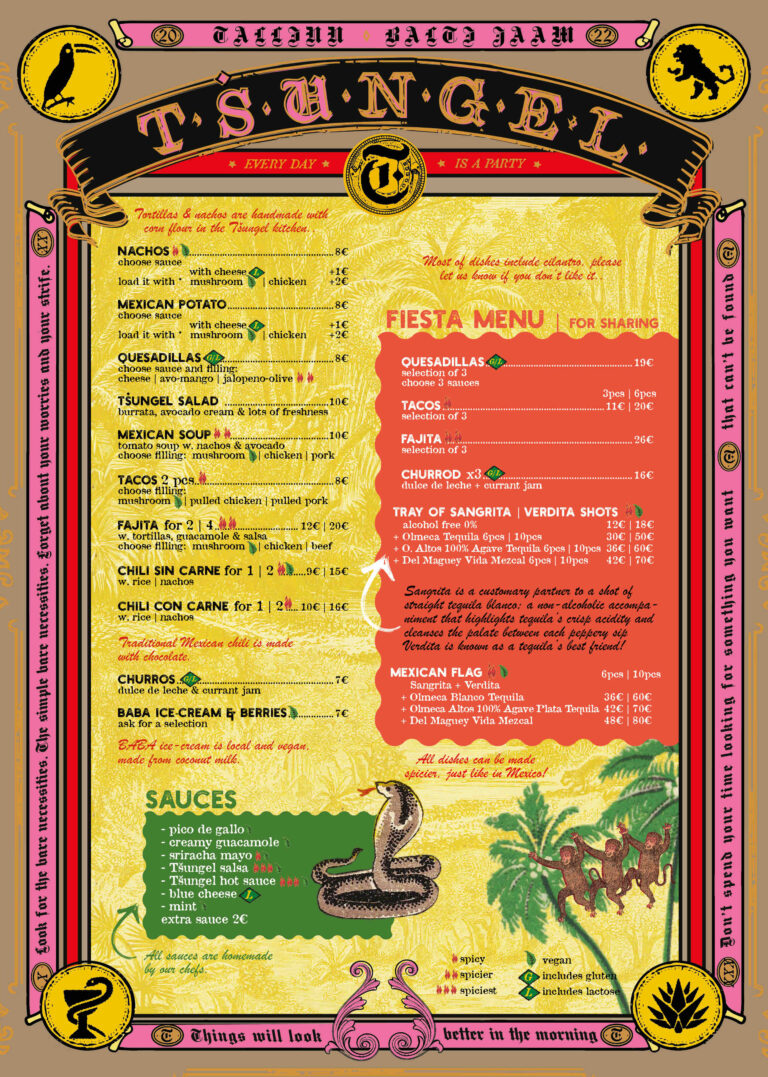 20 TALLINN · BALTI JAAM 22
T·Š·U·N·G·E·L·
EVERY DAY
IS A PARTY
T
Tortillas & nachos are handmade with
corn flour in the Tšungel kitchen.
NACHOS 8€
choose sauce
with cheese L +1€
load it with * mushroom | chicken +2€
MEXICAN POTATO 8€
choose sauce
with cheese L +1€
load it with * mushroom | chicken +2€
QUESADILLAS G/L 8€
choose sauce and filling:
cheese | avo-mango | jalopeno-olive
TŠUNGEL SALAD 10€
burrata, avocado cream & lots of freshness
MEXICAN SOUP 10€
tomato soup w. nachos & avocado
choose filling: mushroom | chicken | pork
TACOS 2 pcs. 8€
choose filling:
mushroom | pulled chicken | pulled pork
FAJITA for 2 | 4 12€ | 20€
w. tortillas, guacamole & salsa
choose filling: mushroom | chicken | beef
CHILI SIN CARNE for 1 | 2 9€ | 15€
w. rice | nachos
CHILI CON CARNE for 1 | 2 10€ | 16€
w. rice | nachos
Traditional Mexican chili is made
with chocolate.
CHURROS G/L 7€
dulce de leche & currant jam
BABA ICE-CREAM & BERRIES 7€
ask for a selection
BABA ice-cream is local and vegan,
made from coconut milk.
SAUCES
- pico de gallo
- creamy guacamole
- sriracha mayo
- Tšungel salsa
- Tšungel hot sauce
- blue cheese L
- mint
extra sauce 2€
All sauces are homemade
by our chefs.
Most of dishes include cilantro, please
let us know if you don't like it..
FIESTA MENU | FOR SHARING
QUESADILLAS G/L 19€
selection of 3
choose 3 sauces
3pcs | 6pcs
TACOS 11€ | 20€
selection of 3
FAJITA 26€
selection of 3
CHURROD x3 G/L 16€
dulce de leche + currant jam
TRAY OF SANGRITA | VERDITA SHOTS
alcohol free 0% 12€ | 18€
+ Olmeca Tequila 6pcs | 10pcs 30€ | 50€
+ O. Altos 100% Agave Tequila 6pcs | 10pcs 36€ | 60€
+ Del Maguey Vida Mezcal 6pcs | 10pcs 42€ | 70€
Sangrita is a customary partner to a shot of
straight tequila blanco: a non-alcoholic accompa-
niment that highlights tequila's crisp acidity and
cleanses the palate between each peppery sip
Verdita is known as a tequila's best friend!
MEXICAN FLAG 6pcs | 10pcs
Sangrita + Verdita
+ Olmeca Blanco Tequila 36€ | 60€
+ Olmeca Altos 100% Agave Plata Tequila 42€ | 70€
+ Del Maguey Vida Mezcal 48€ | 80€
All dishes can be made
spicier, just like in Mexico!
spicy
vegan
spicier
G includes gluten
spiciest
L includes lactose
Look for the bare necessities. The simple bare necessities. Forget about your worries and your strife.
Don't spend your time looking for something you want T that can't be found T
T Things will look better in the morning T